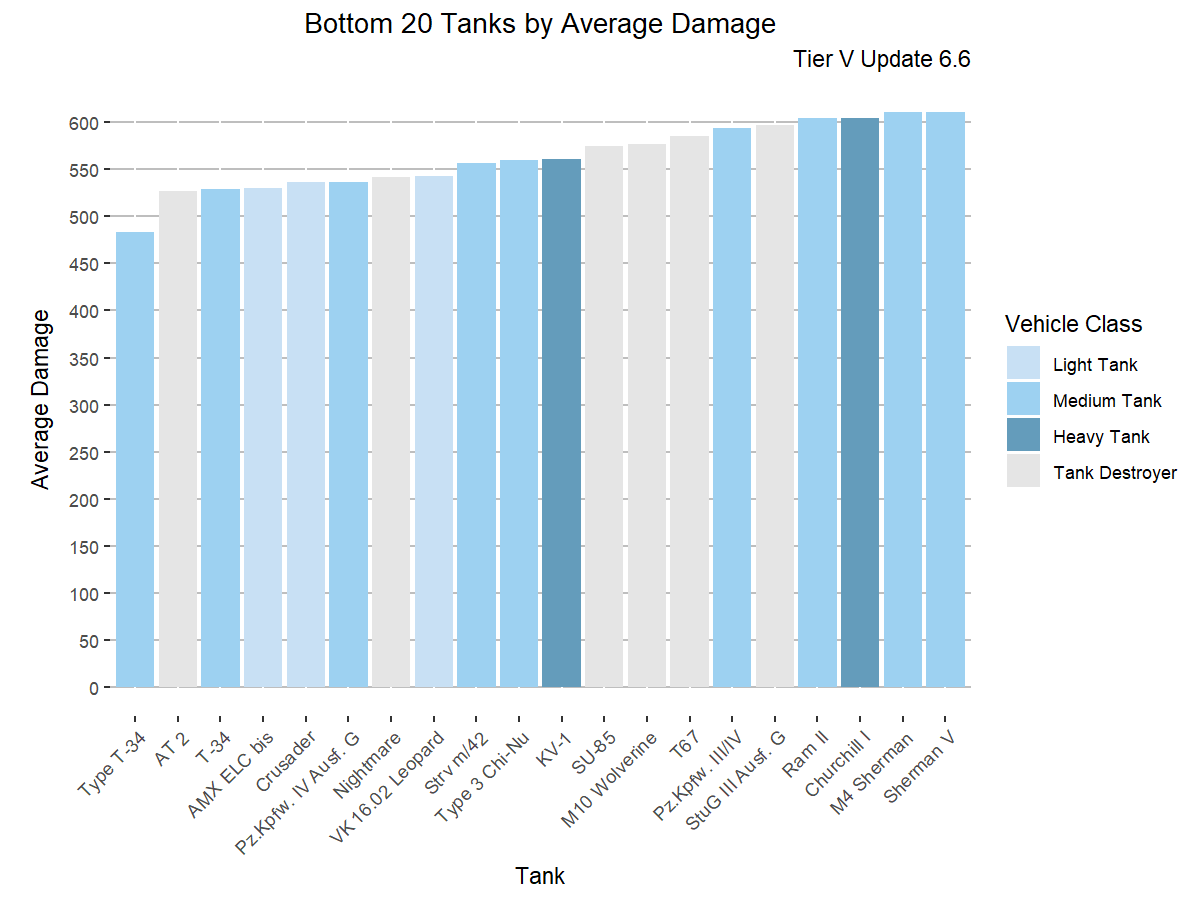 Bottom 20 Tanks by Average Damage
Tier V Update 6.6
Average Damage
600
550
500
450
400
350
300
250
200
150
100
50
0
Type T-34
AT 2
T-34
AMX ELC bis
Crusader
Pz.Kpfw. IV Ausf. G
Nightmare
VK 16.02 Leopard
Strv m/42
Type 3 Chi-Nu
KV-1
SU-85
M10 Wolverine
T67
Pz.Kpfw. III/IV
StuG III Ausf. G
Ram II
Churchill I
M4 Sherman
Sherman V
Tank
Vehicle Class
Light Tank
Medium Tank
Heavy Tank
Tank Destroyer